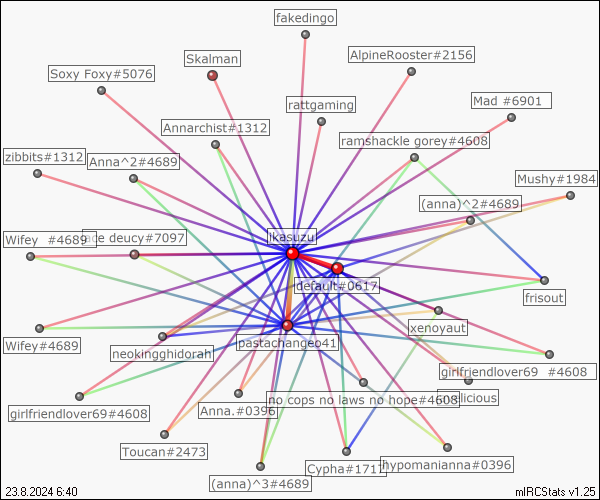 fakedingo
Skalman
AlpineRooster#2156
Soxy Foxy#5076
rattgaming
Mad #6901
Annarchist#1312
ramshackle gorey#4608
zibbits#1312
Anna^2#4689
Mushy#1984
(anna)^2#4689
Wifey #4689
ace deucy#7097
ikasuzu
default#0617
frisout
xenoyaut
Wifey#4689
neokingghidorah
pastachangeo41
girlfriendlover69 #4608
girlfriendlover69#4608
Anna.#0396
no cops no laws no hope#4608
licious
Toucan#2473
(anna)^3#4689
Cypha#1717
hypomanianna#0396
23.8.2024 6:40
mIRCStats v1.25